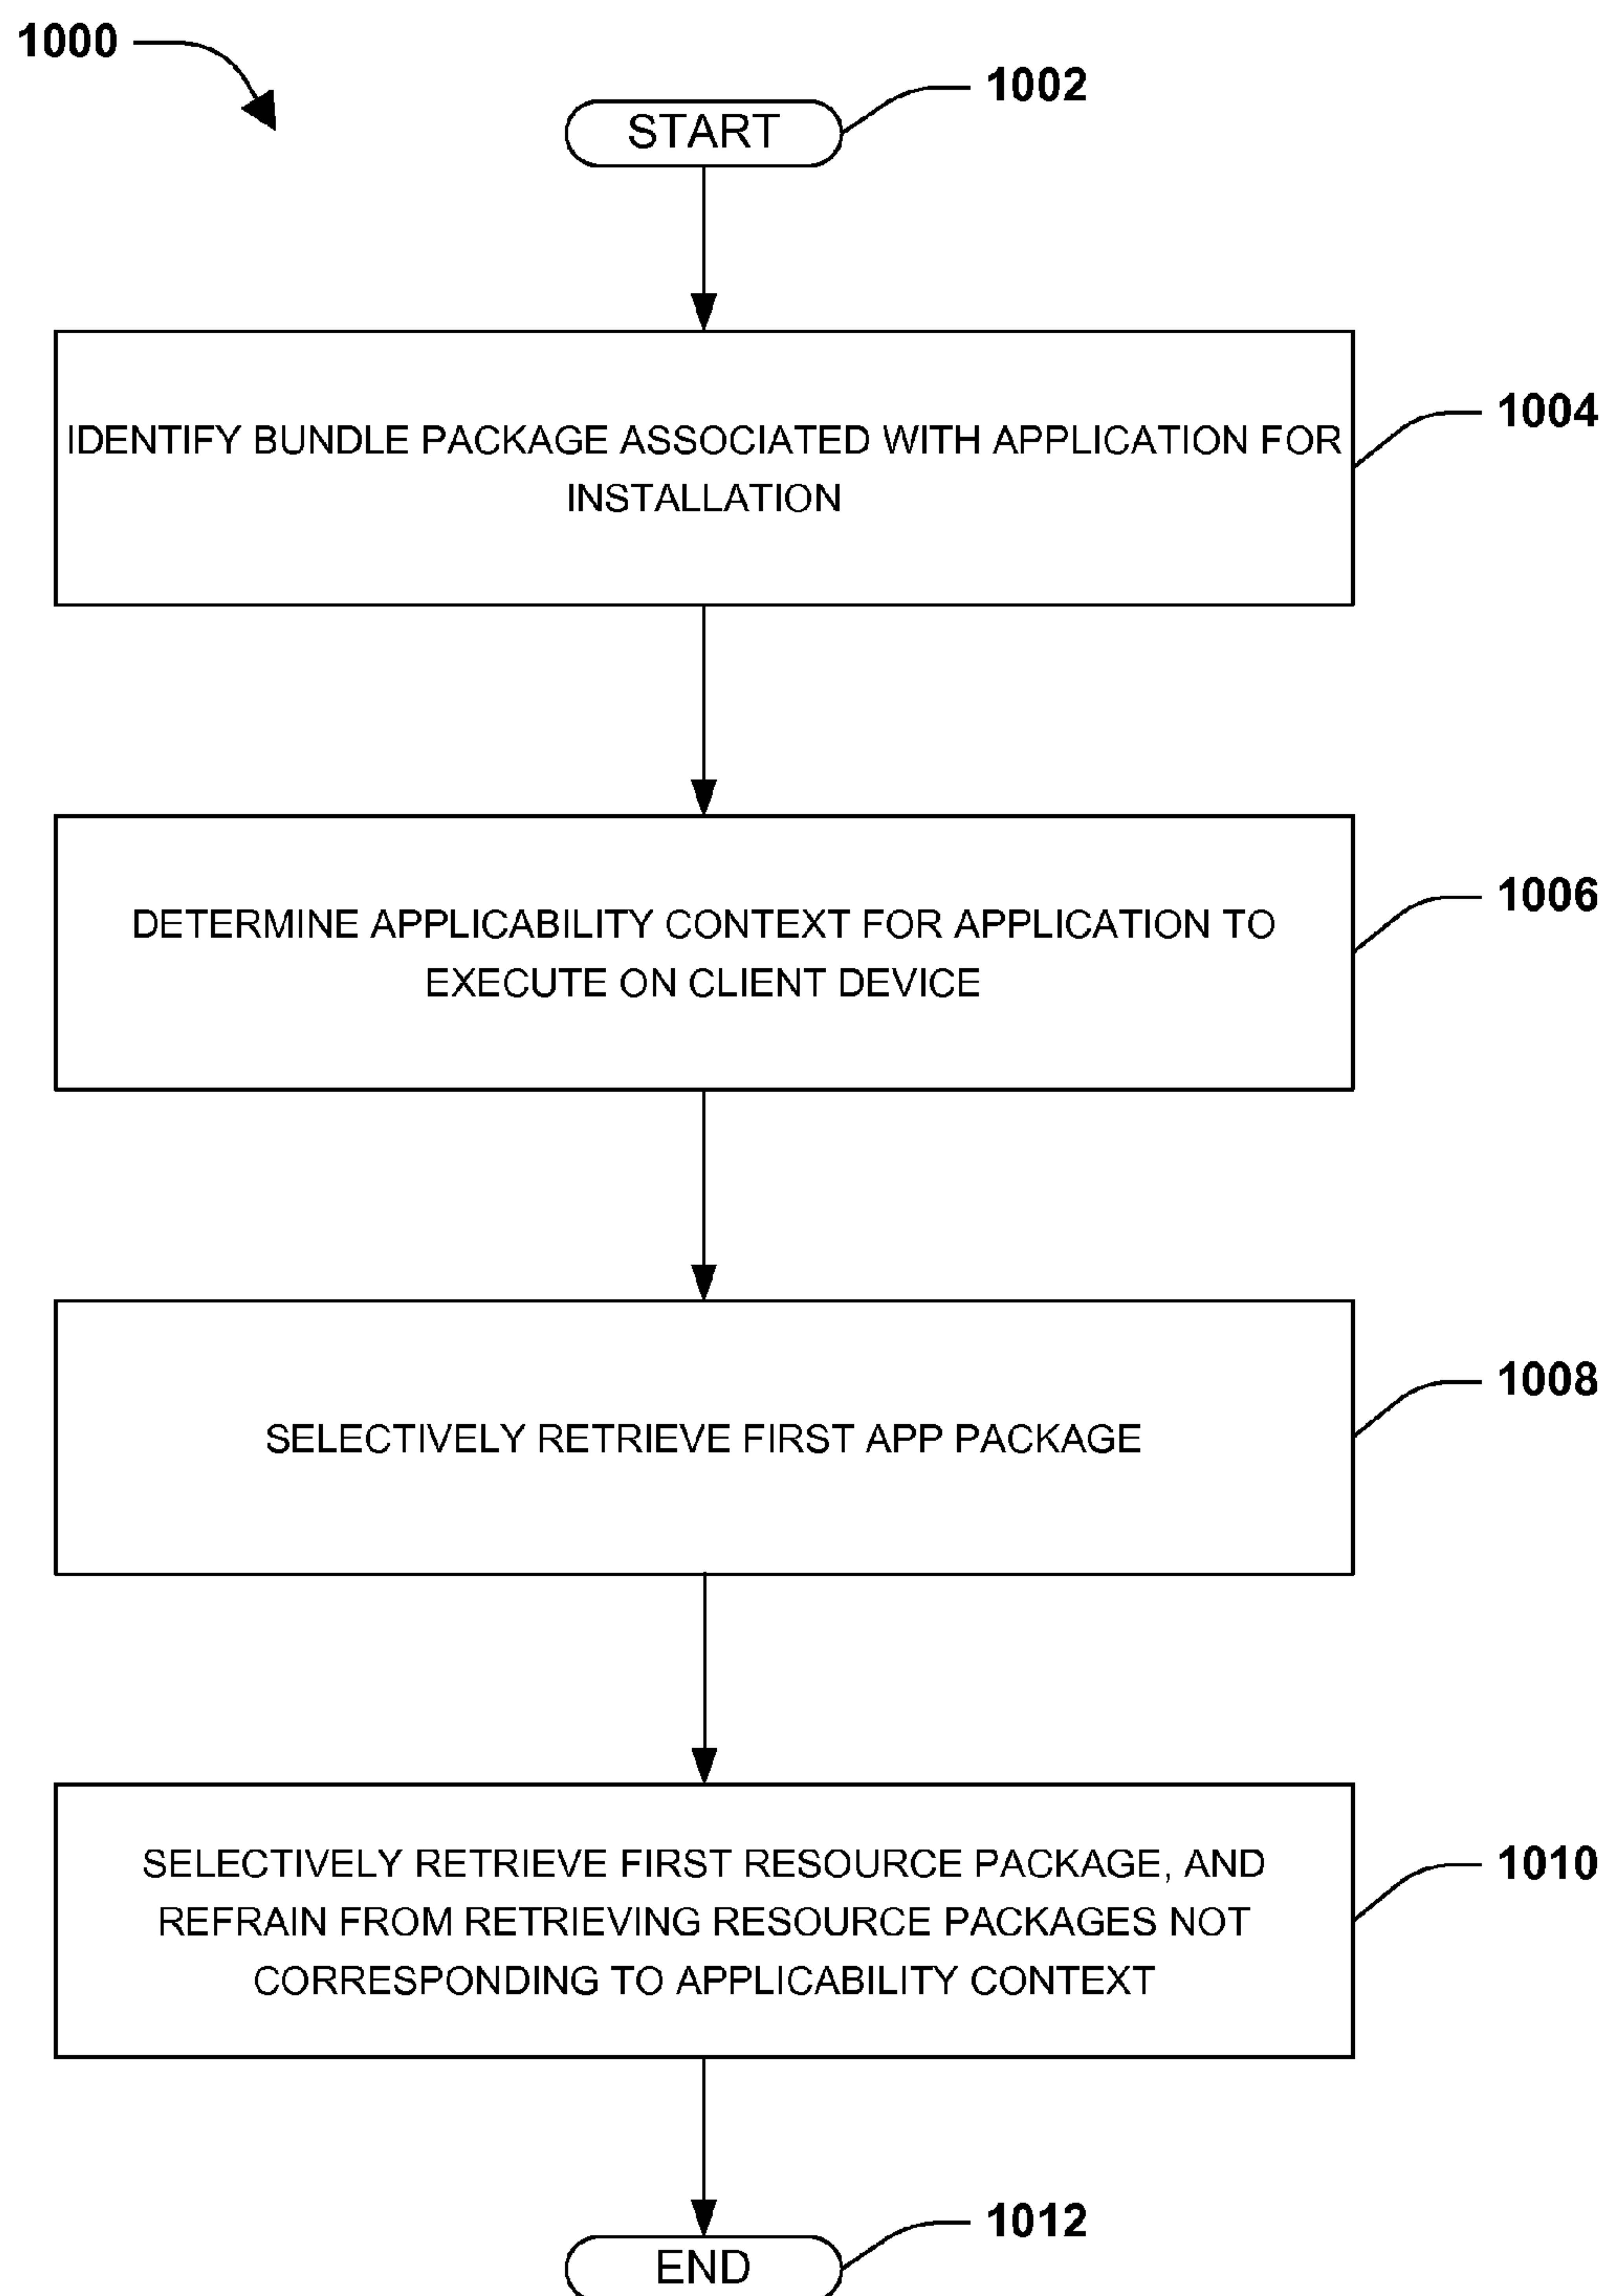 1000
START
1002
IDENTIFY BUNDLE PACKAGE ASSOCIATED WITH APPLICATION FOR
INSTALLATION
1004
DETERMINE APPLICABILITY CONTEXT FOR APPLICATION TO
EXECUTE ON CLIENT DEVICE
1006
SELECTIVELY RETRIEVE FIRST APP PACKAGE
1008
SELECTIVELY RETRIEVE FIRST RESOURCE PACKAGE, AND
REFRAIN FROM RETRIEVING RESOURCE PACKAGES NOT
CORRESPONDING TO APPLICABILITY CONTEXT
1010
END
1012